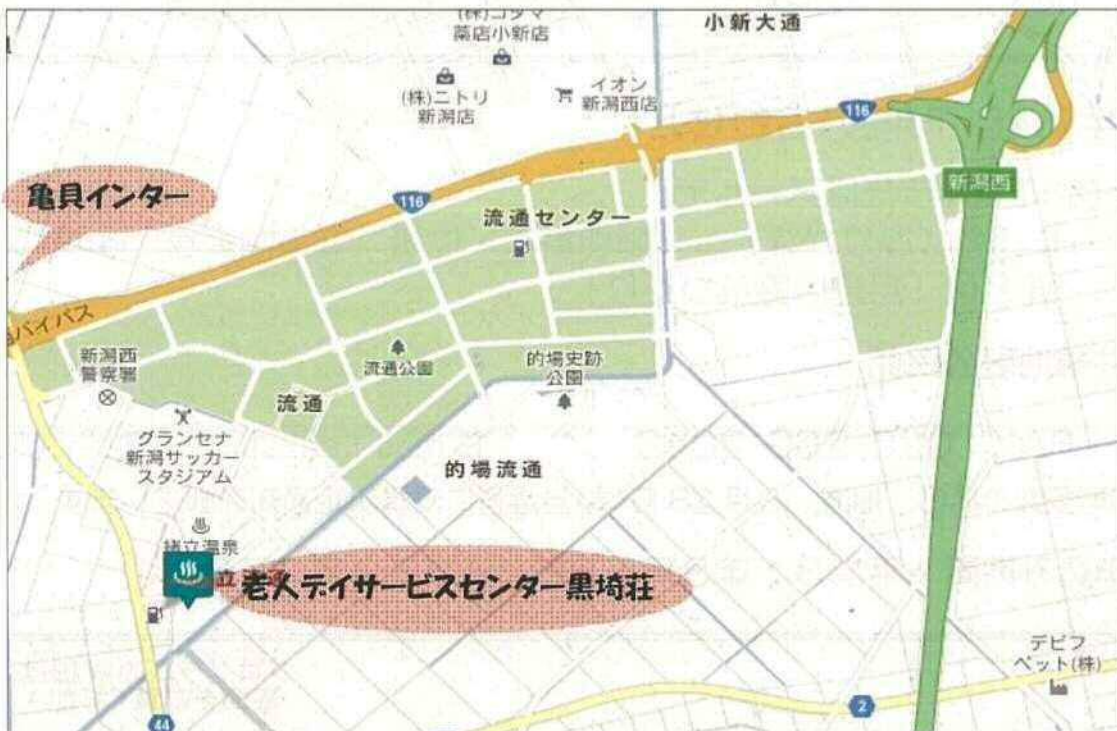 (株)コダマ
薬店小新店
小新大通
(株)ニトリ
新潟店
イオン
新潟西店
116
亀貝インター
116
新潟西
流通センター
バイパス
新潟西
警察署
流通公園
的場史跡
公園
流通
グランセナ
新潟サッカー
スタジアム
的場流通
緒立温泉
老人デイサービスセンター黒埼荘
デビフ
ペット(株)
2
44